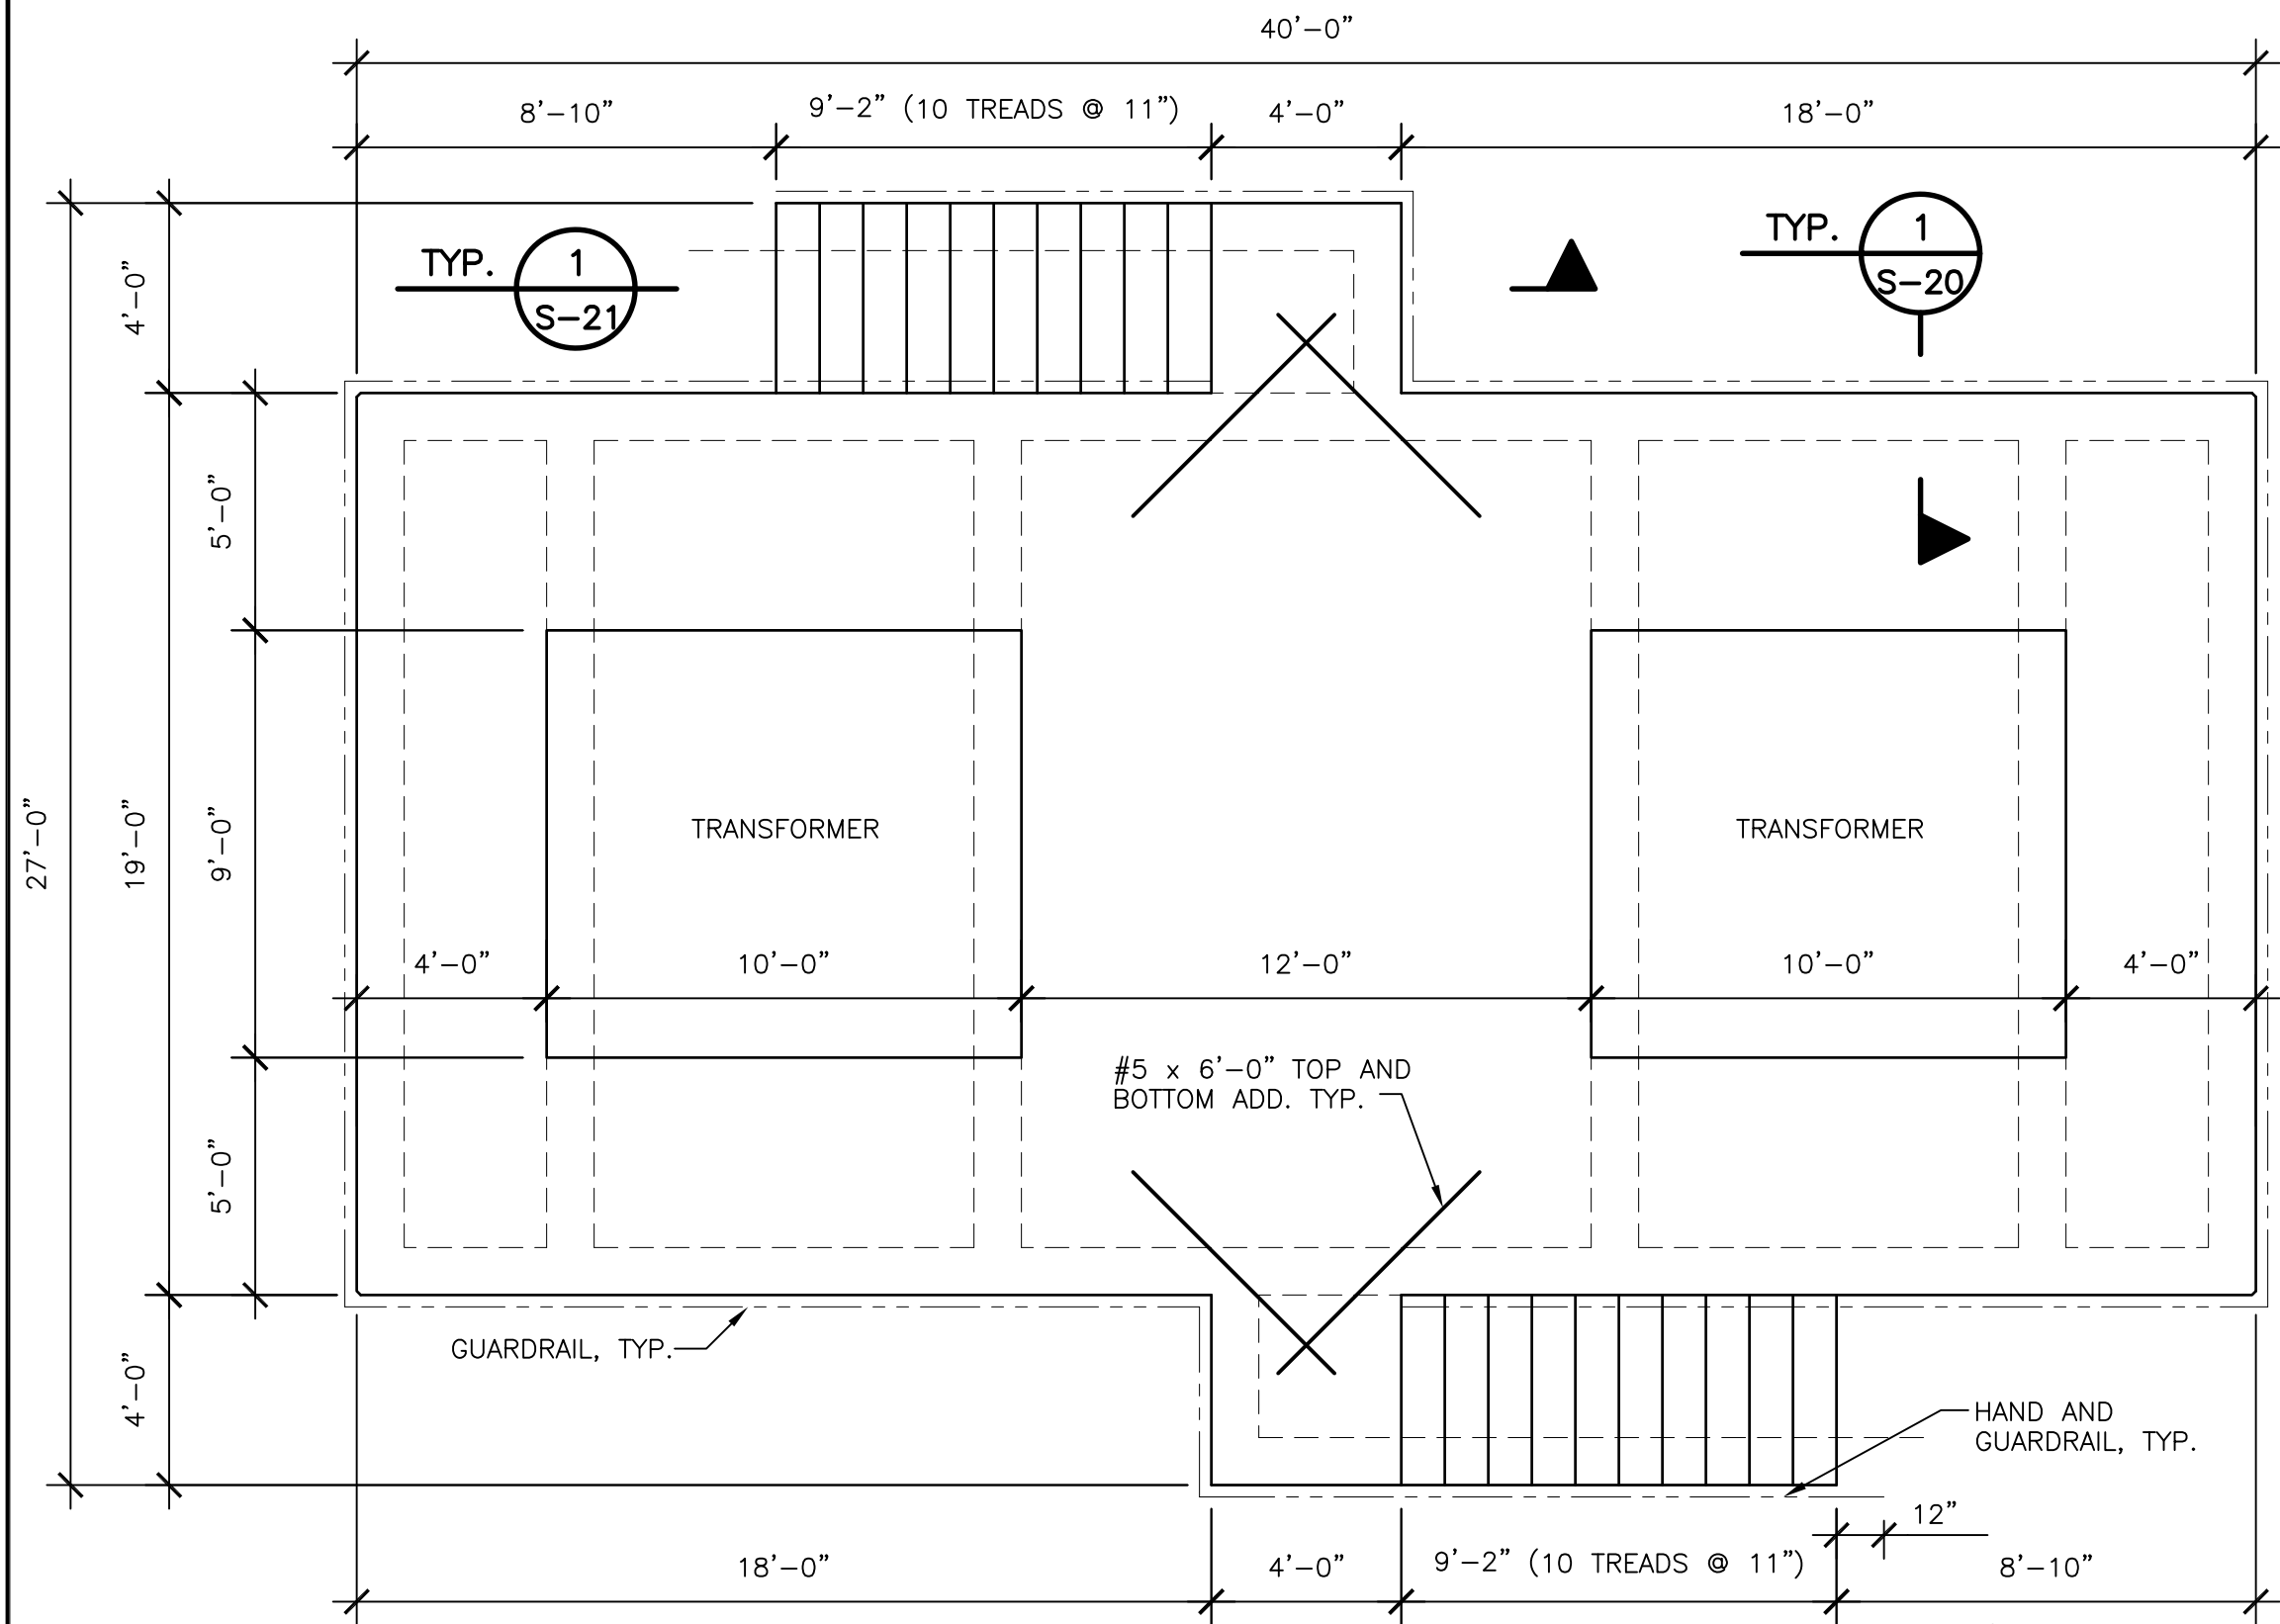 40'-0"
8'-10"
9'-2" (10 TREADS @ 11")
4'-0"
18'-0"
TYP.
1
S-21
TYP.
1
S-20
4'-0"
5'-0"
27'-0"
19'-0"
9'-0"
TRANSFORMER
TRANSFORMER
4'-0"
10'-0"
12'-0"
10'-0"
4'-0"
#5 x 6'-0" TOP AND
BOTTOM ADD. TYP.
5'-0"
4'-0"
GUARDRAIL, TYP.
HAND AND
GUARDRAIL, TYP.
12"
18'-0"
4'-0"
9'-2" (10 TREADS @ 11")
8'-10"